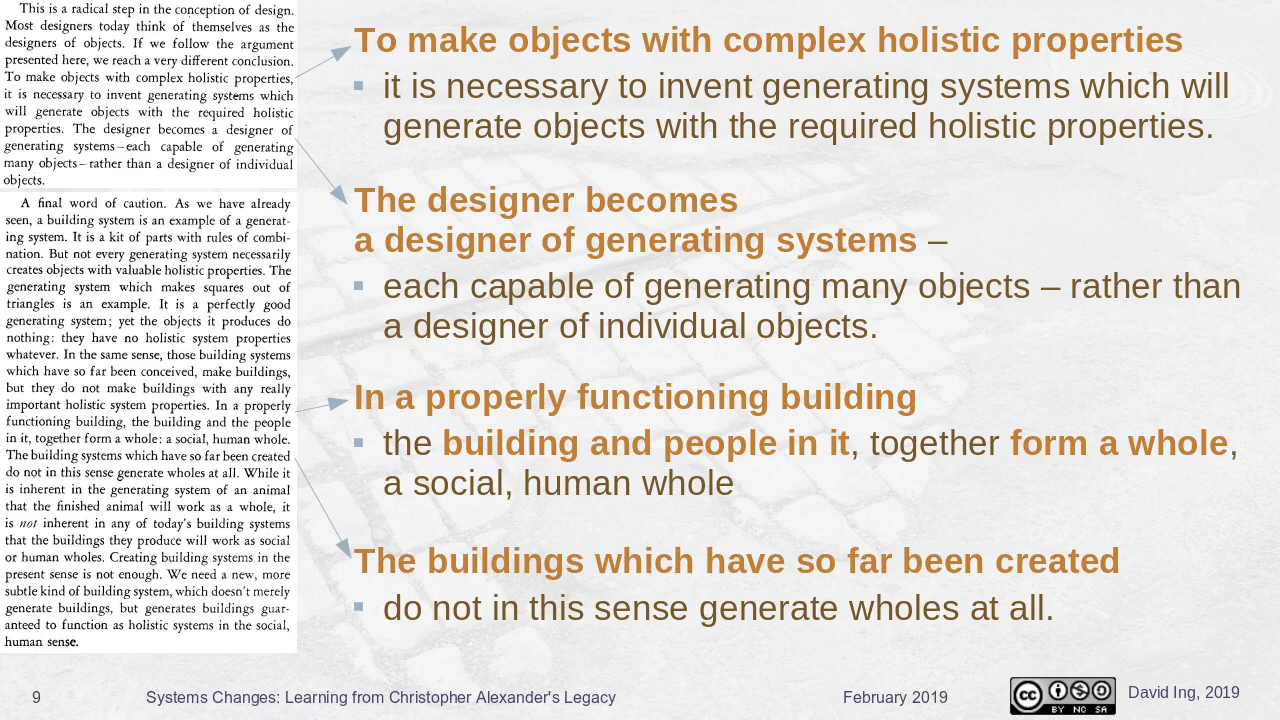 This is a radical step in the conception of design.
Most designers today think of themselves as the
designers of objects. If we follow the argument
presented here, we reach a very different conclusion.
To make objects with complex holistic properties,
it is necessary to invent generating systems which
will generate objects with the required holistic
properties. The designer becomes a designer of
generating systems–each capable of generating
many objects–rather than a designer of individual
objects.
A final word of caution. As we have already
seen, a building system is an example of a generat-
ing system. It is a kit of parts with rules of combi-
nation. But not every generating system necessarily
creates objects with valuable holistic properties. The
generating system which makes squares out of
triangles is an example. It is a perfectly good
generating system; yet the objects it produces do
nothing: they have no holistic system properties
whatever. In the same sense, those building systems
which have so far been conceived, make buildings,
but they do not make buildings with any really
important holistic system properties. In a properly
functioning building, the building and the people
in it, together form a whole: a social, human whole.
The building systems which have so far been created
do not in this sense generate wholes at all. While it
is inherent in the generating system of an animal
that the finished animal will work as a whole, it
is not inherent in any of today's building systems
that the buildings they produce will work as social
or human wholes. Creating building systems in the
present sense is not enough. We need a new, more
subtle kind of building system, which doesn't merely
generate buildings, but generates buildings guar-
anteed to function as holistic systems in the social,
human sense.
To make objects with complex holistic properties
it is necessary to invent generating systems which will
generate objects with the required holistic properties.
The designer becomes
a designer of generating systems –
each capable of generating many objects – rather than
a designer of individual objects.
In a properly functioning building
the building and people in it, together form a whole,
a social, human whole
The buildings which have so far been created
do not in this sense generate wholes at all.
9
Systems Changes: Learning from Christopher Alexander's Legacy
February 2019
cc
BY NC SA
David Ing, 2019